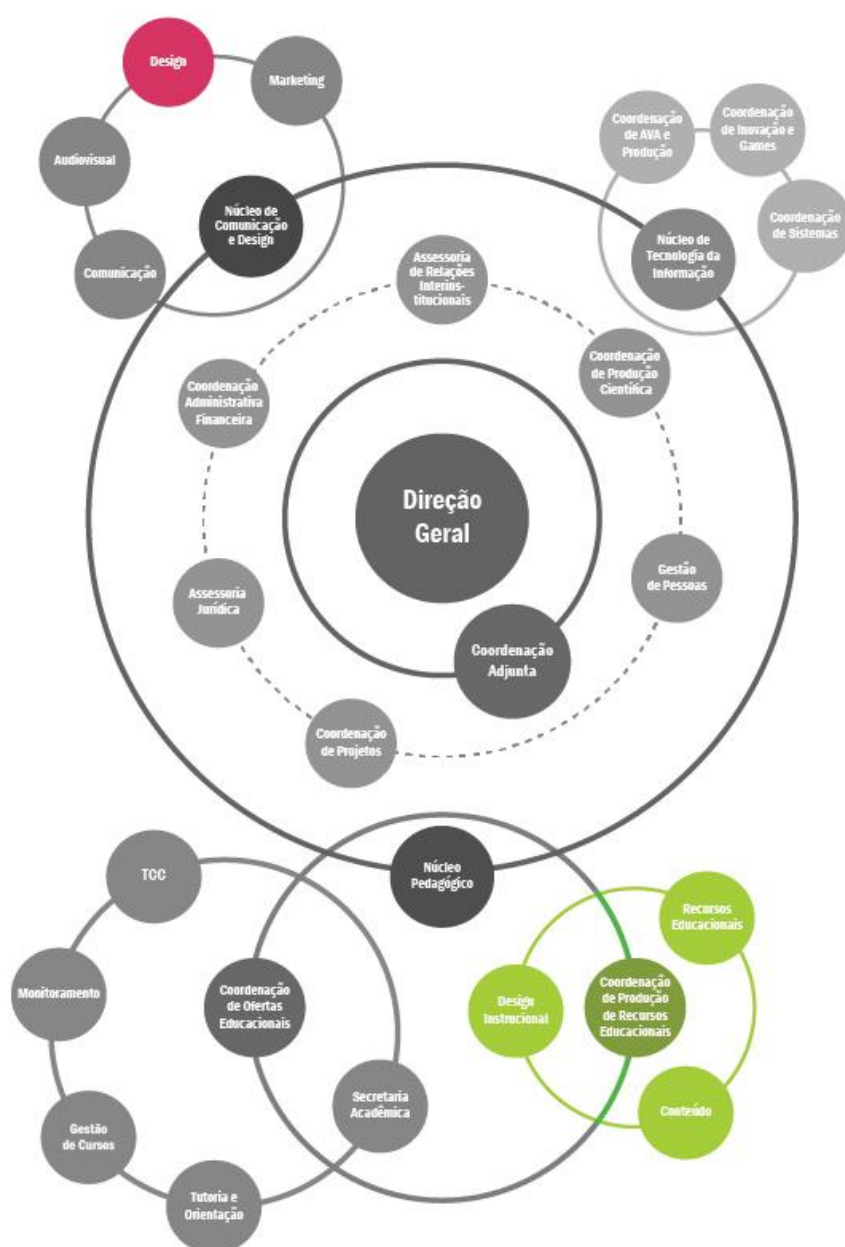 Design
Marketing
Audiovisual
Comunicação
Núcleo de
Comunicação
e Design
Coordenação
de AVA e
Produção
Coordenação
de Inovação e
Games
Coordenação
de Sistemas
Núcleo de
Tecnologia da
Informação
Assessoria
de Relações
Interins-
titucionais
Coordenação
de Produção
Científica
Coordenação
Administrativa
Financeira
Direção
Geral
Gestão
de Pessoas
Assessoria
Jurídica
Coordenação
Adjunta
Coordenação
de Projetos
Núcleo
Pedagógico
TCC
Monitoramento
Coordenação
de Ofertas
Educacionais
Secretaria
Acadêmica
Gestão
de Cursos
Tutoria e
Orientação
Recursos
Educacionais
Design
Instrucional
Coordenação
de Produção
de Recursos
Educacionais
Conteúdo